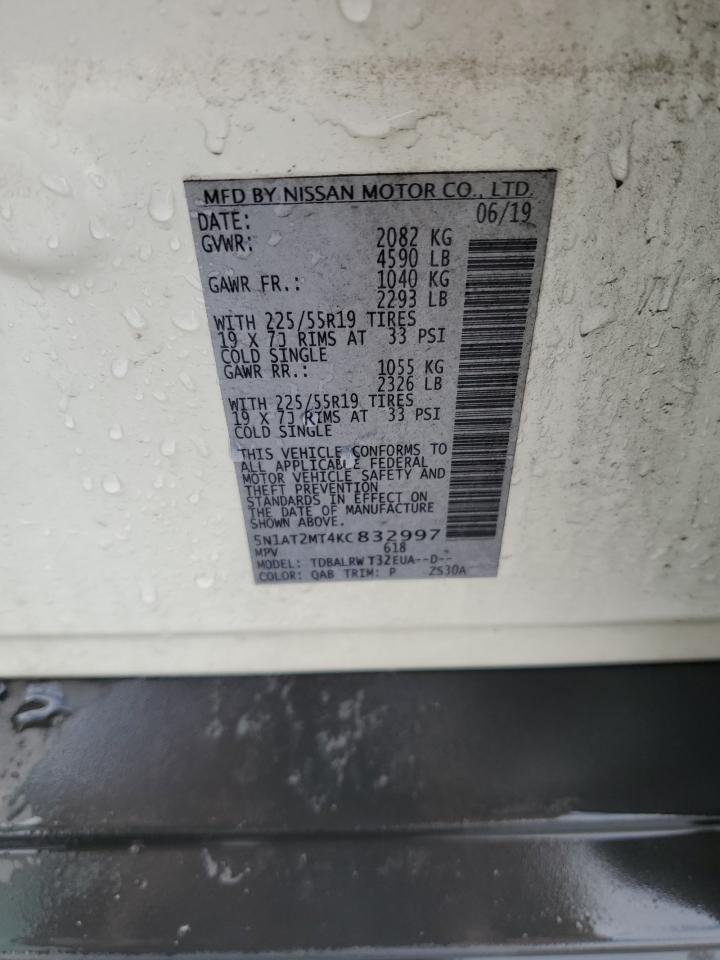 MFD BY NISSAN MOTOR CO., LTD.
DATE: 06/19
GVWR: 2082 KG
4590 LB
GAWR FR.: 1040 KG
2293 LB
WITH 225/55R19 TIRES
19 X 7J RIMS AT 33 PSI
COLD SINGLE
GAWR RR.: 1055 KG
2326 LB
WITH 225/55R19 TIRES
19 X 7J RIMS AT 33 PSI
COLD SINGLE
THIS VEHICLE CONFORMS TO
ALL APPLICABLE FEDERAL
MOTOR VEHICLE SAFETY AND
THEFT PREVENTION
STANDARDS IN EFFECT ON
THE DATE OF MANUFACTURE
SHOWN ABOVE.
5N1AT2MT4KC832997
MPV 618
MODEL: TDBALRW T32EUA--D--
COLOR: QAB TRIM: P ZS30A